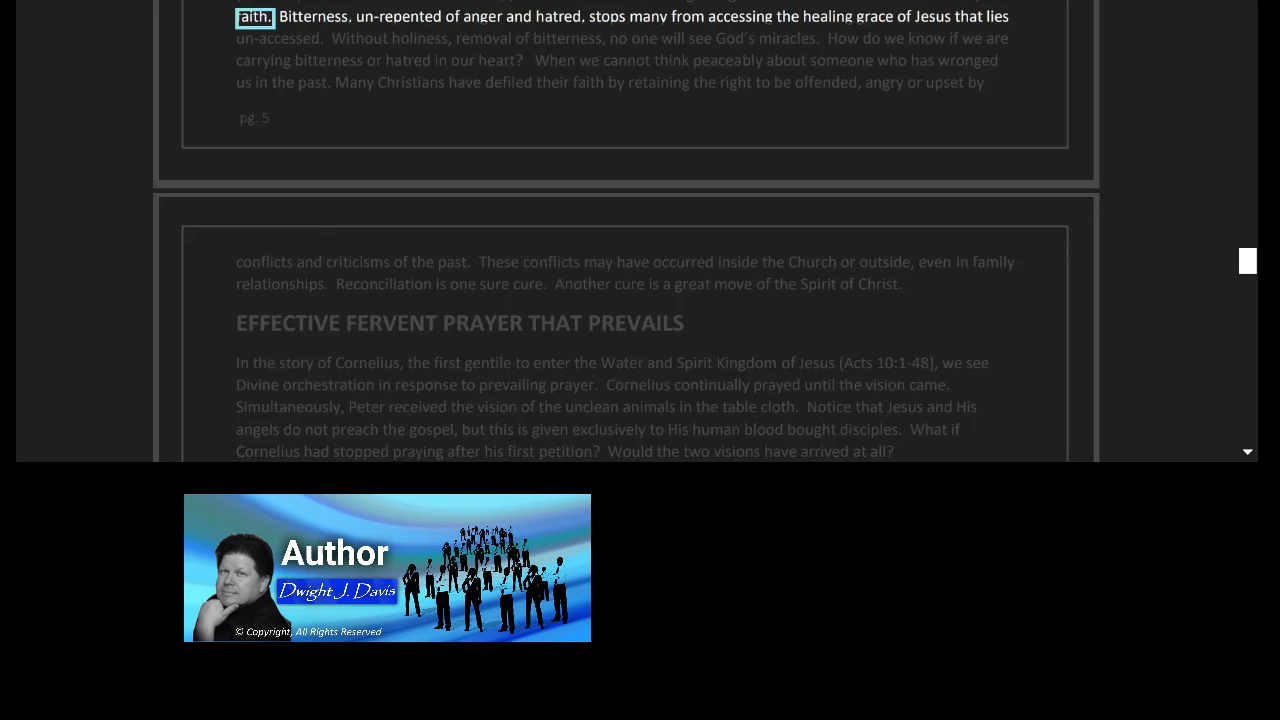 faith. Bitterness, un-repented of anger and hatred, stops many from accessing the healing grace of Jesus that lies
un-accessed. Without holiness, removal of bitterness, no one will see God's miracles. How do we know if we are
carrying bitterness or hatred in our heart? When we cannot think peaceably about someone who has wronged
us in the past. Many Christians have defiled their faith by retaining the right to be offended, angry or upset by
pg. 5
conflicts and criticisms of the past. These conflicts may have occurred inside the Church or outside, even in family
relationships. Reconciliation is one sure cure. Another cure is a great move of the Spirit of Christ.
EFFECTIVE FERVENT PRAYER THAT PREVAILS
In the story of Cornelius, the first gentile to enter the Water and Spirit Kingdom of Jesus (Acts 10:1-48), we see
Divine orchestration in response to prevailing prayer. Cornelius continually prayed until the vision came.
Simultaneously, Peter received the vision of the unclean animals in the table cloth. Notice that Jesus and His
angels do not preach the gospel, but this is given exclusively to His human blood bought disciples. What if
Cornelius had stopped praying after his first petition? Would the two visions have arrived at all?
Author
Dwight J. Davis
© Copyright, All Rights Reserved